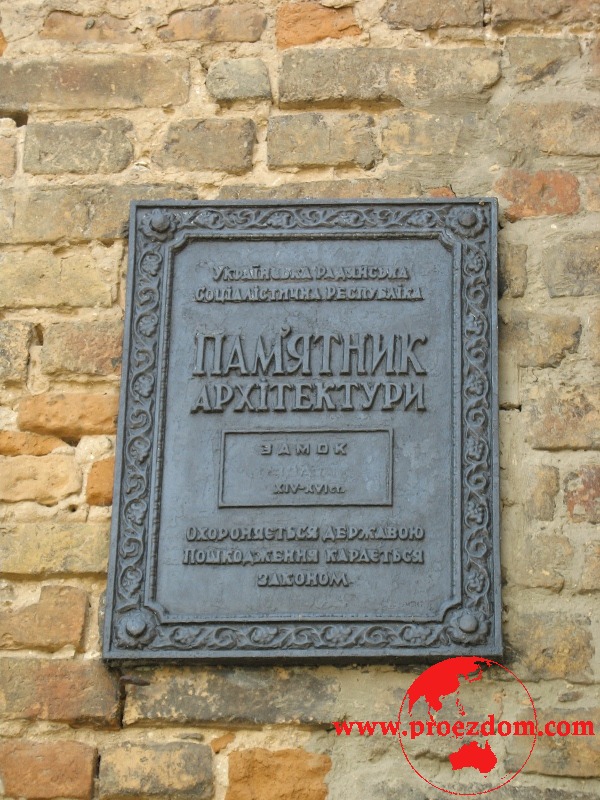 Українська радянська
Соціалістична Республіка
Пам'ятник
архітектури
ЗАМОК
XIV-XVI ст.
Охороняється державою
пошкодження карається
законом
www.proezdom.com